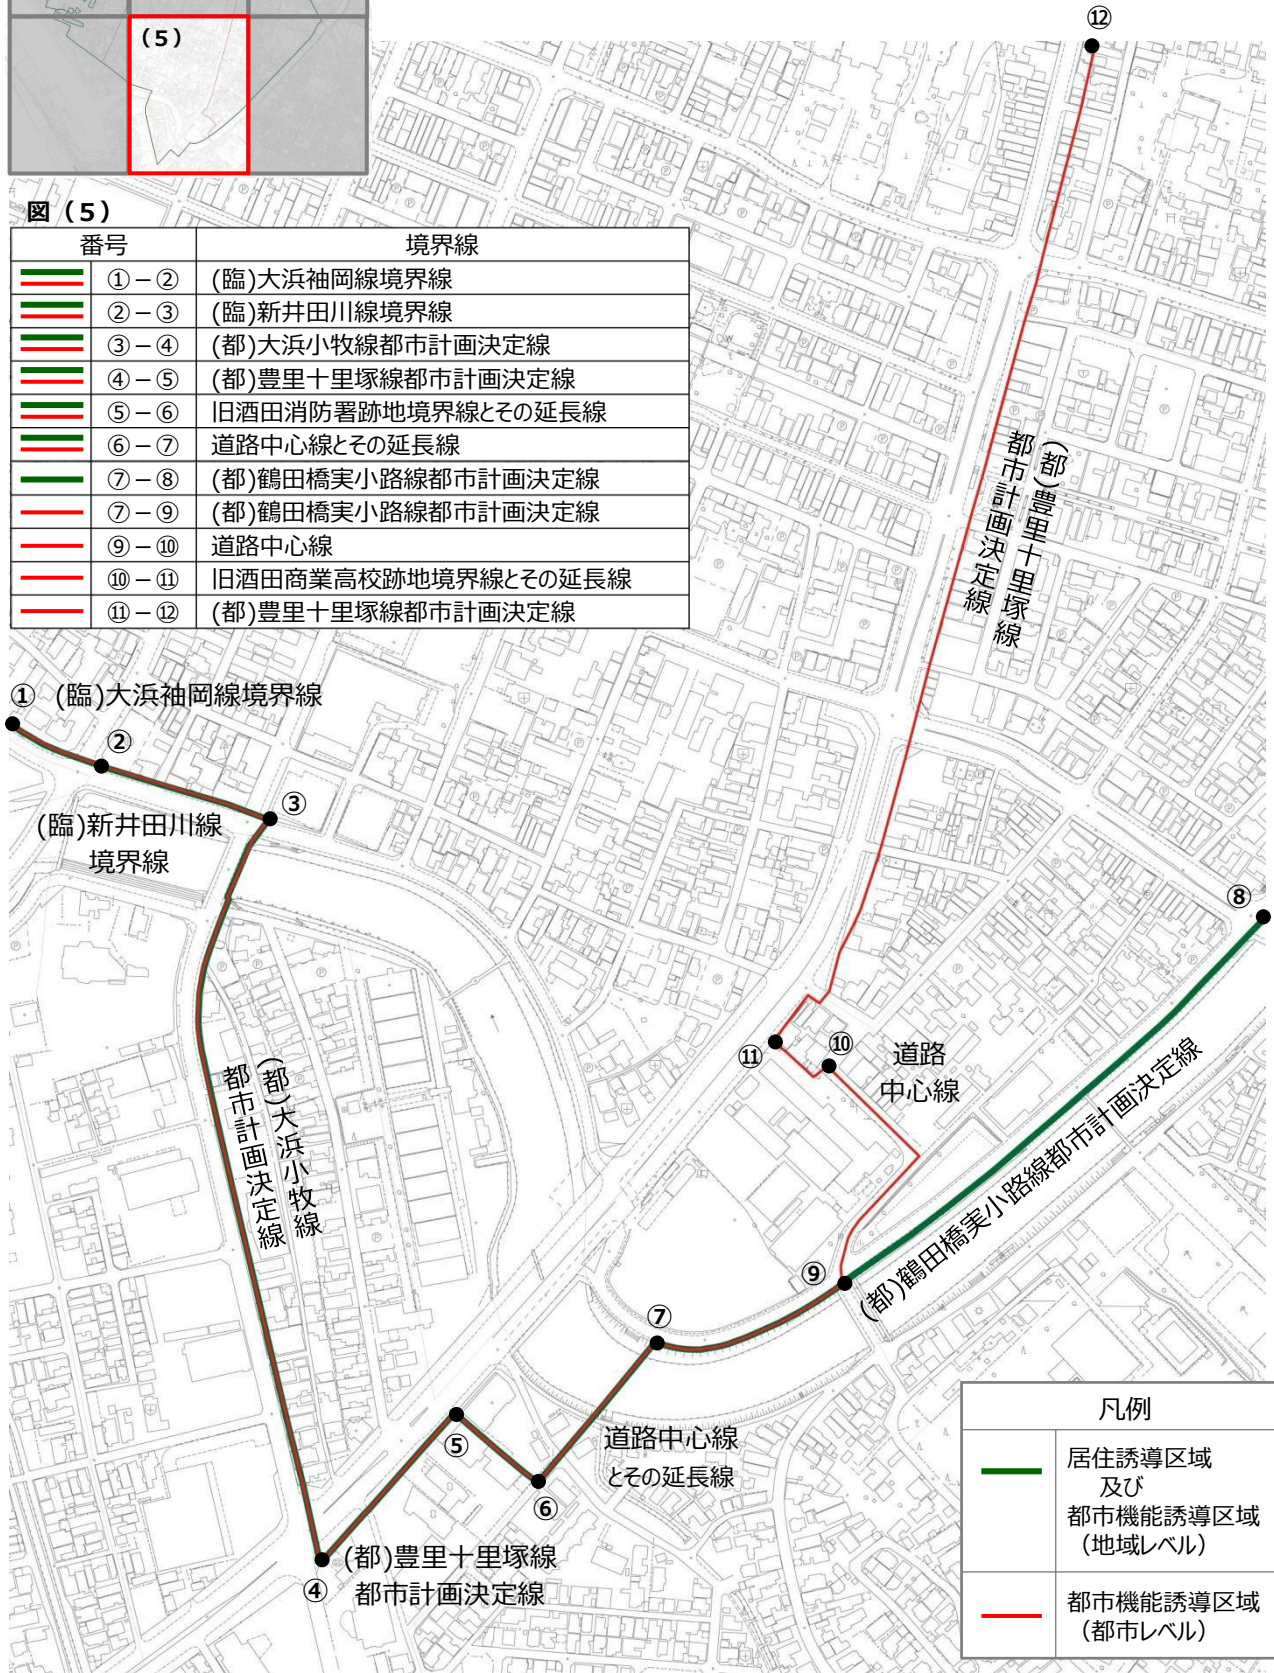 (5)
⑫
図（5）
番号 境界線
①－② (臨)大浜袖岡線境界線
②－③ (臨)新井田川線境界線
③－④ (都)大浜小牧線都市計画決定線
④－⑤ (都)豊里十里塚線都市計画決定線
⑤－⑥ 旧酒田消防署跡地境界線とその延長線
⑥－⑦ 道路中心線とその延長線
⑦－⑧ (都)鶴田橋実小路線都市計画決定線
⑦－⑨ (都)鶴田橋実小路線都市計画決定線
⑨－⑩ 道路中心線
⑩－⑪ 旧酒田商業高校跡地境界線とその延長線
⑪－⑫ (都)豊里十里塚線都市計画決定線
(都)豊里十里塚線
都市計画決定線
① (臨)大浜袖岡線境界線
②
③
(臨)新井田川線
境界線
⑧
⑪
⑩
道路
中心線
(都)大浜小牧線
都市計画決定線
(都)鶴田橋実小路線都市計画決定線
⑨
⑦
⑤
道路中心線
とその延長線
⑥
④
(都)豊里十里塚線
都市計画決定線
凡例
居住誘導区域
及び
都市機能誘導区域
（地域レベル）
都市機能誘導区域
（都市レベル）